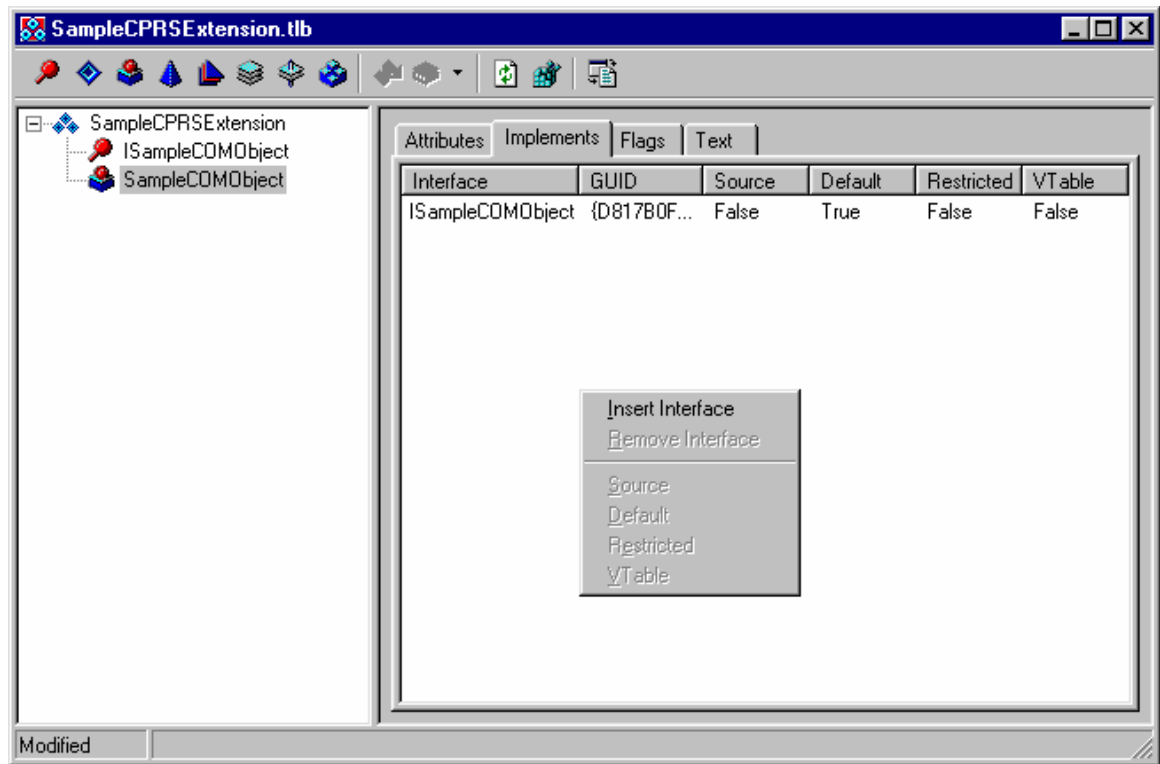 SampleCPRSExtension.tlb
SampleCPRSExtension
ISampleCOMObject
SampleCOMObject
Attributes Implements Flags Text
Interface GUID Source Default Restricted VTable
ISampleCOMObject {D817B0F... False True False False
Insert Interface
Remove Interface
Source
Default
Restricted
VTable
Modified